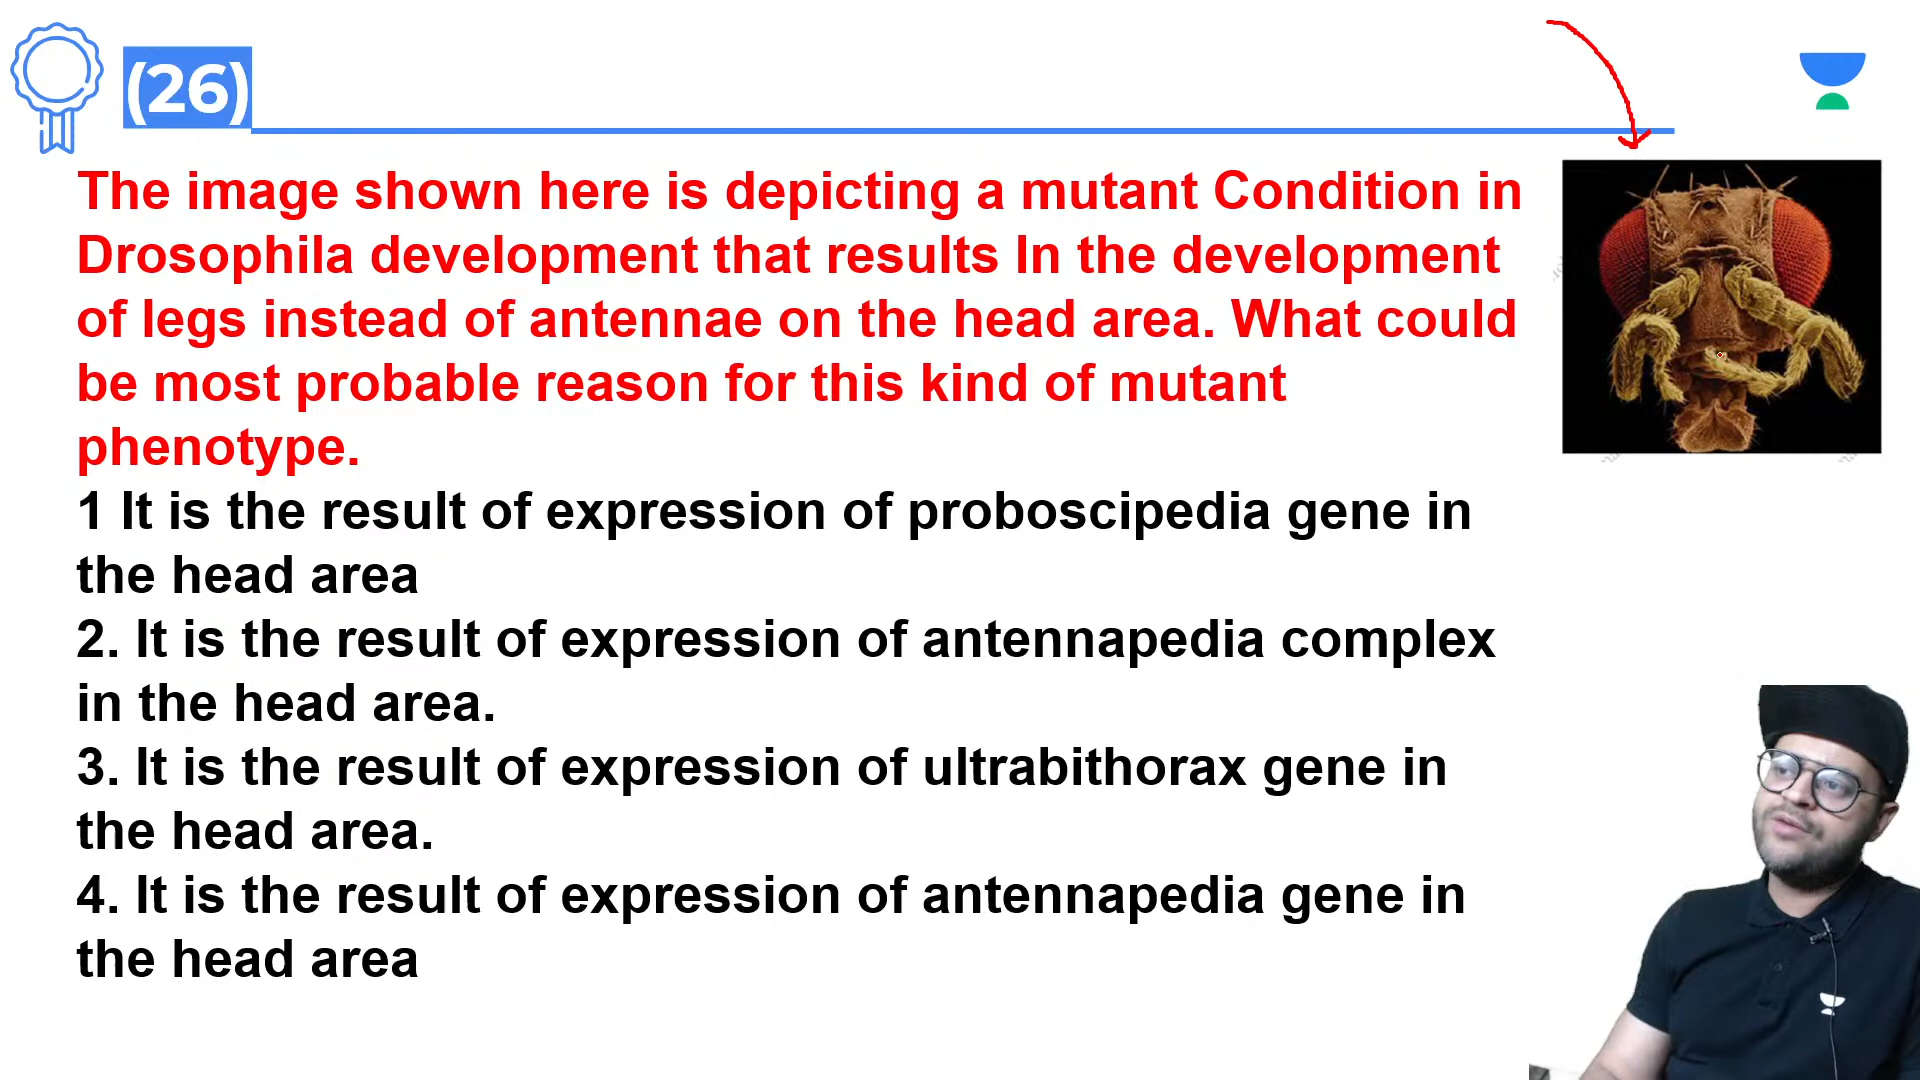 (26)
The image shown here is depicting a mutant Condition in
Drosophila development that results In the development
of legs instead of antennae on the head area. What could
be most probable reason for this kind of mutant
phenotype.
1 It is the result of expression of proboscipedia gene in
the head area
2. It is the result of expression of antennapedia complex
in the head area.
3. It is the result of expression of ultrabithorax gene in
the head area.
4. It is the result of expression of antennapedia gene in
the head area